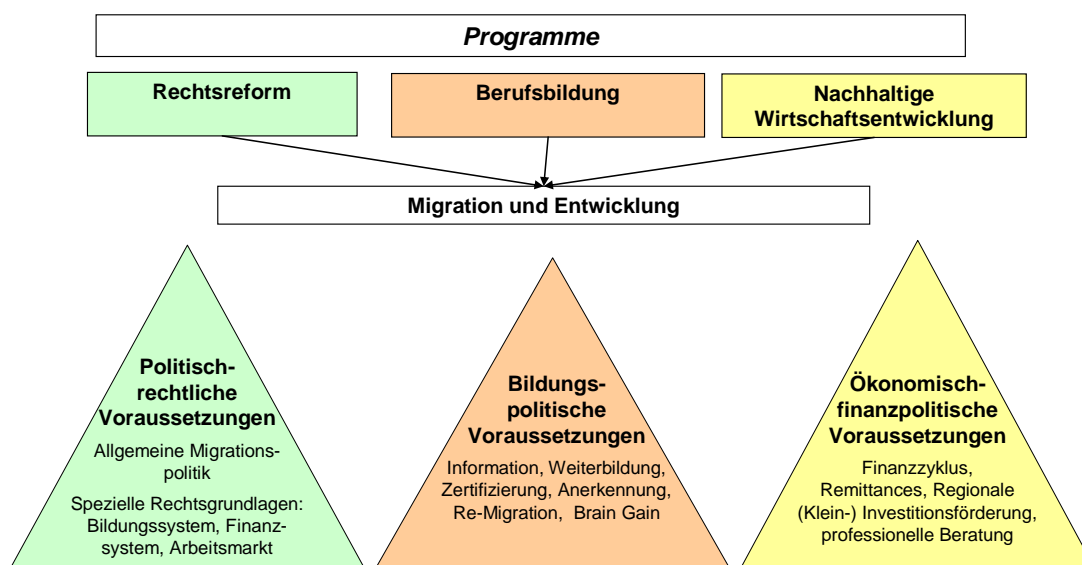 Programme
Rechtsreform
Berufsbildung
Nachhaltige
Wirtschaftsentwicklung
Migration und Entwicklung
Politisch-
rechtliche
Voraussetzungen
Allgemeine Migrations-
politik
Spezielle Rechtsgrundlagen:
Bildungssystem, Finanz-
system, Arbeitsmarkt
Bildungs-
politische
Voraussetzungen
Information, Weiterbildung,
Zertifizierung, Anerkennung,
Re-Migration, Brain Gain
Ökonomisch-
finanzpolitische
Voraussetzungen
Finanzzyklus,
Remittances, Regionale
(Klein-) Investitionsförderung,
professionelle Beratung